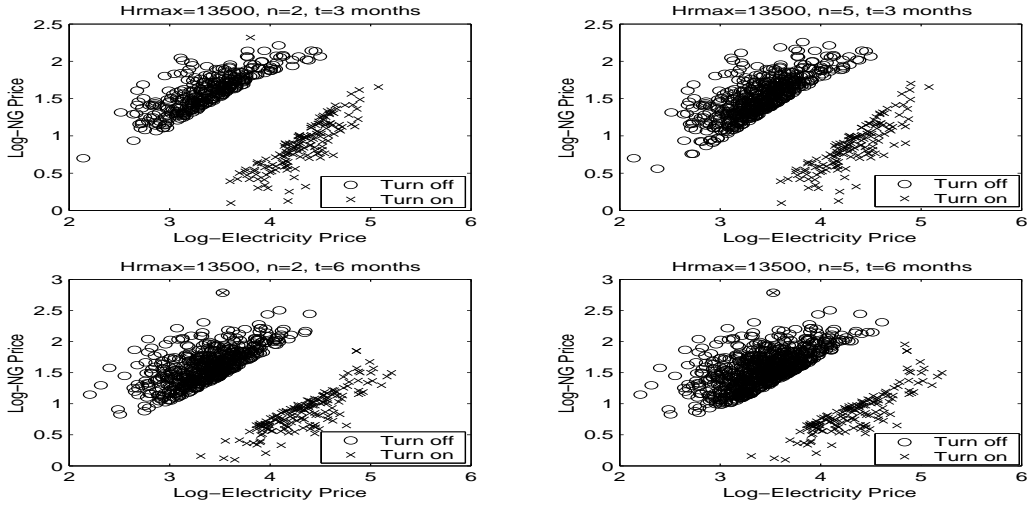 Hrmax=13500, n=2, t=3 months
2.5
2
1.5
1
0.5
0
Log-NG Price
2 3 4 5 6
Log-Electricity Price
Turn off
Turn on
Hrmax=13500, n=5, t=3 months
2.5
2
1.5
1
0.5
0
Log-NG Price
2 3 4 5 6
Log-Electricity Price
Turn off
Turn on
Hrmax=13500, n=2, t=6 months
3
2.5
2
1.5
1
0.5
0
Log-NG Price
2 3 4 5 6
Log-Electricity Price
Turn off
Turn on
Hrmax=13500, n=5, t=6 months
3
2.5
2
1.5
1
0.5
0
Log-NG Price
2 3 4 5 6
Log-Electricity Price
Turn off
Turn on